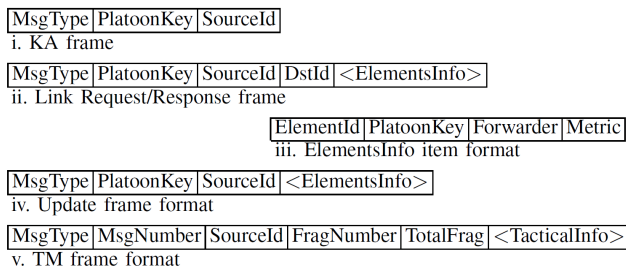 MsgType PlatoonKey SourceId
i. KA frame
MsgType PlatoonKey SourceId DstId <ElementsInfo>
ii. Link Request/Response frame
ElementId PlatoonKey Forwarder Metric
iii. ElementsInfo item format
MsgType PlatoonKey SourceId <ElementsInfo>
iv. Update frame format
MsgType MsgNumber SourceId FragNumber TotalFrag <TacticalInfo>
v. TM frame format